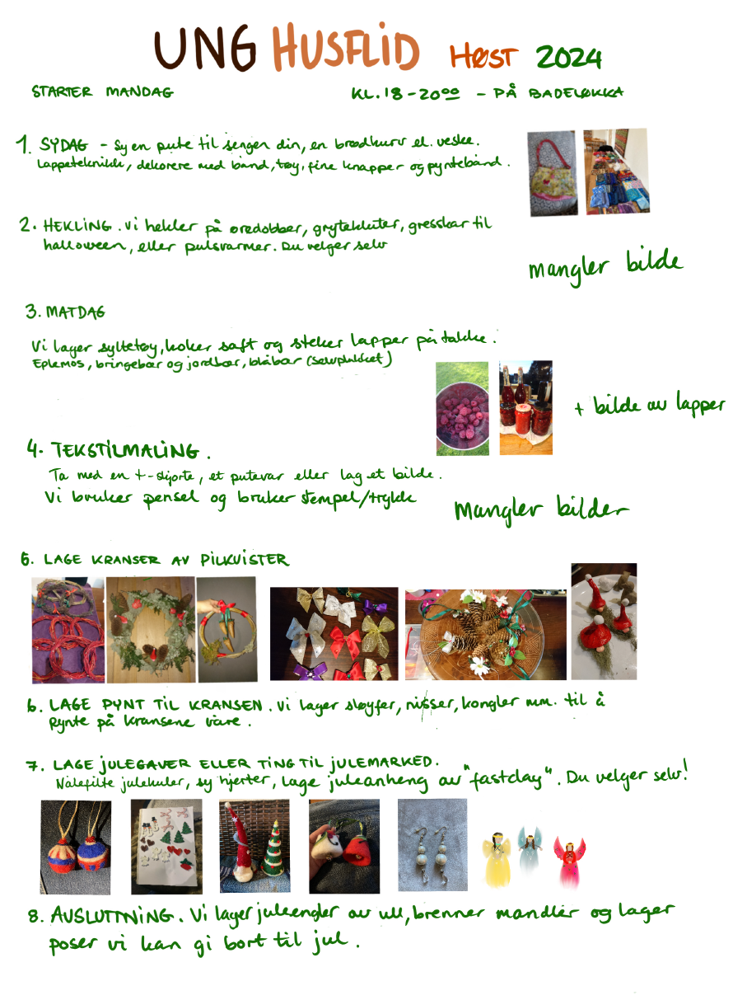 UNG HUSFLID HØST 2024
STARTER MANDAG KL. 18-20⁰⁰ - PÅ BADELØKKA
1. SYDAG - Sy en pute til sengen din, en brødkurv el. veske.
Lappeteknikk, dekorere med bånd, tøy, fine knapper og pyntebånd.
2. HEKLING. Vi hekler på øredobber, grytekluter, gresskar til
halloween, eller pulsvarmer. Du velger selv
mangler bilde
3. MATDAG
Vi lager syltetøy, koker saft og steker lapper på takke.
Eplemos, bringebær og jordbær, blåbær (selvplukket)
+ bilde av lapper
4. TEKSTILMALING.
Ta med en t-skjorte, et putevar eller lag et bilde.
Vi bruker pensel og bruker stempel/trykk
Mangler bilder
5. LAGE KRANSER AV PILKVISTER
6. LAGE PYNT TIL KRANSEN. Vi lager sløyfer, nisser, kongler mm. til å
Pynte på kransene våre.
7. LAGE JULEGAVER ELLER TING TIL JULEMARKED.
Nålefilte julekuler, sy hjerter, lage juleanheng av "fastclay". Du velger selv!
8. AVSLUTTNING. Vi lager juleengler av ull, brenner mandler og lager
poser vi kan gi bort til jul.